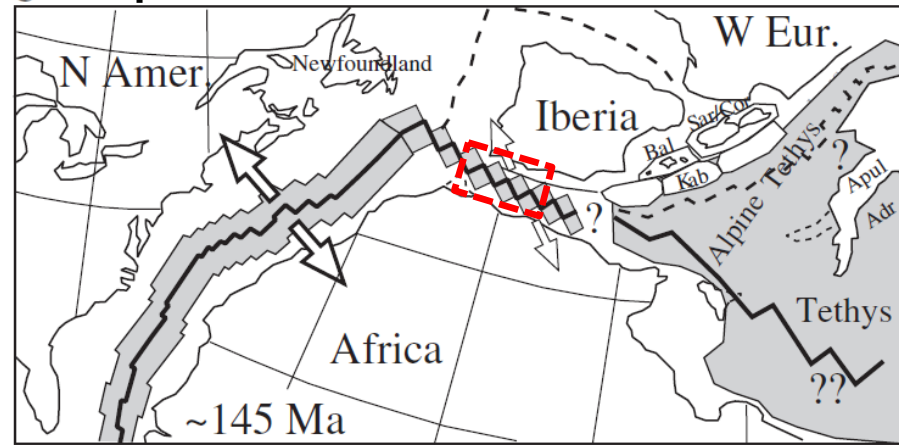 W Eur.
N Amer.
Newfoundland
Iberia
Sar/Cor
Bal
Kab
Alpine Tethys
?
Apul
Adr
?
Tethys
Africa
??
~145 Ma